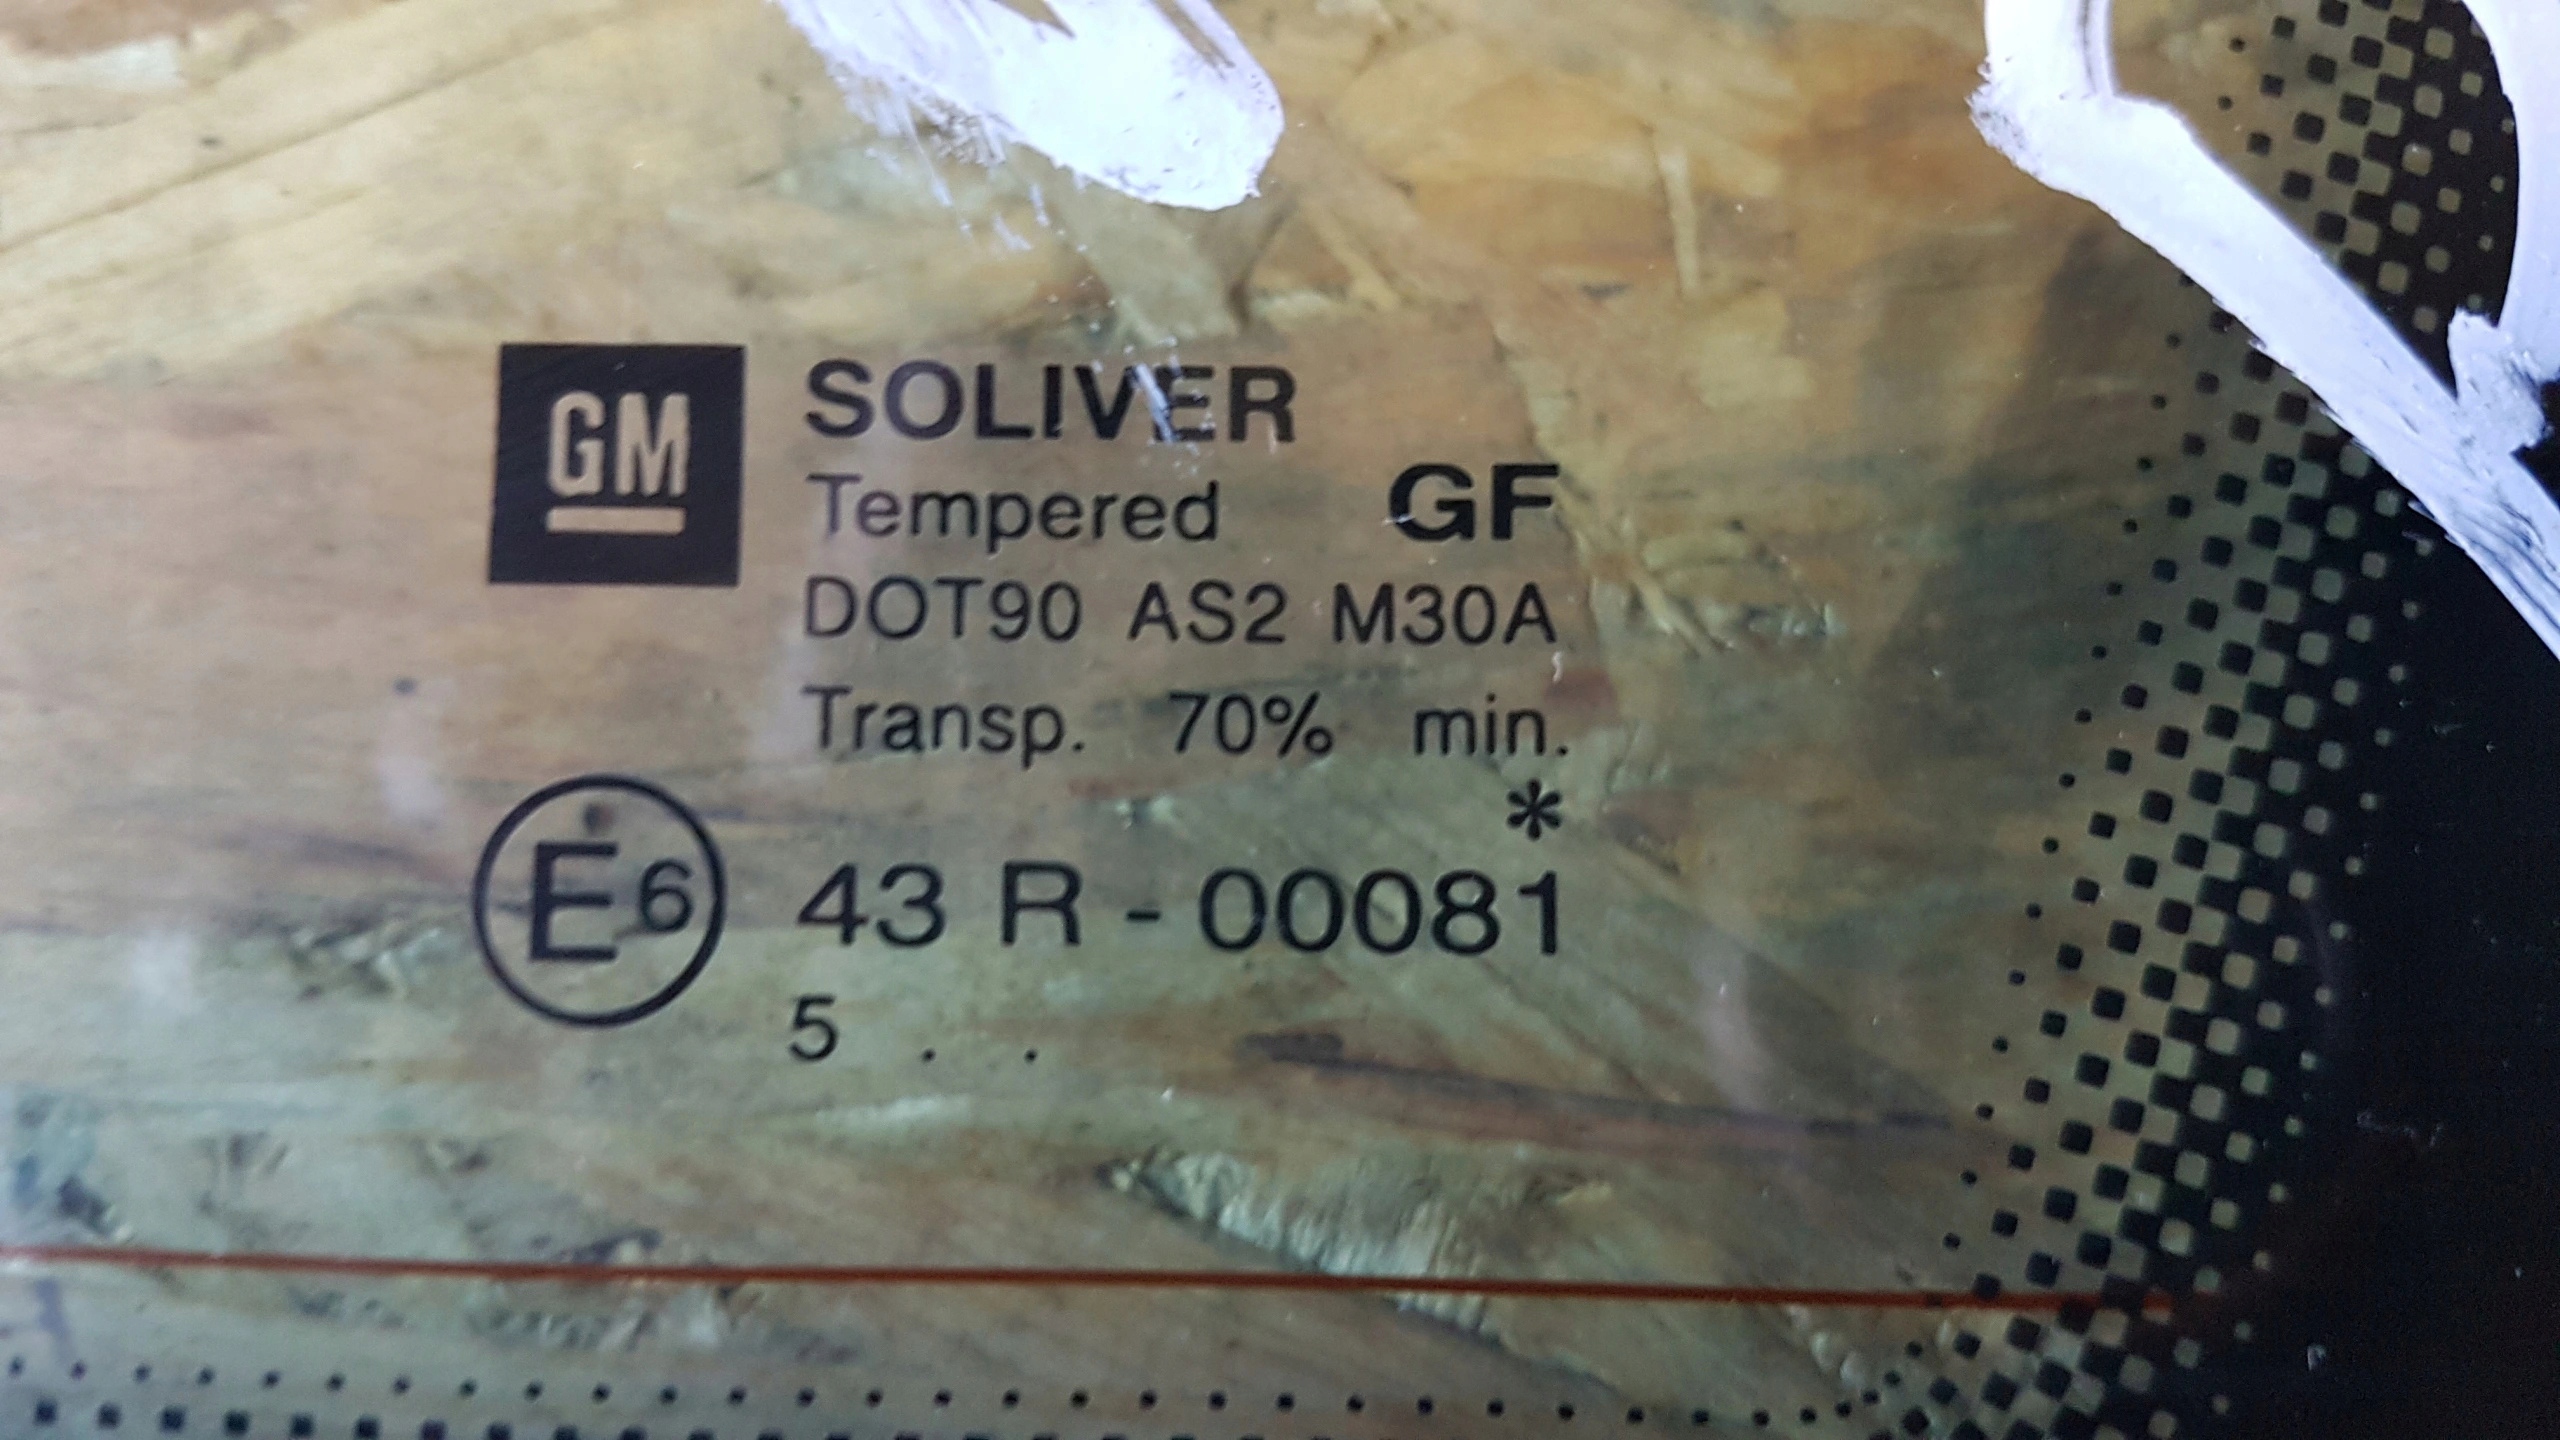 GM
SOLIVER
Tempered GF
DOT90 AS2 M30A
Transp. 70% min.
*
E6 43 R - 00081
5 . .